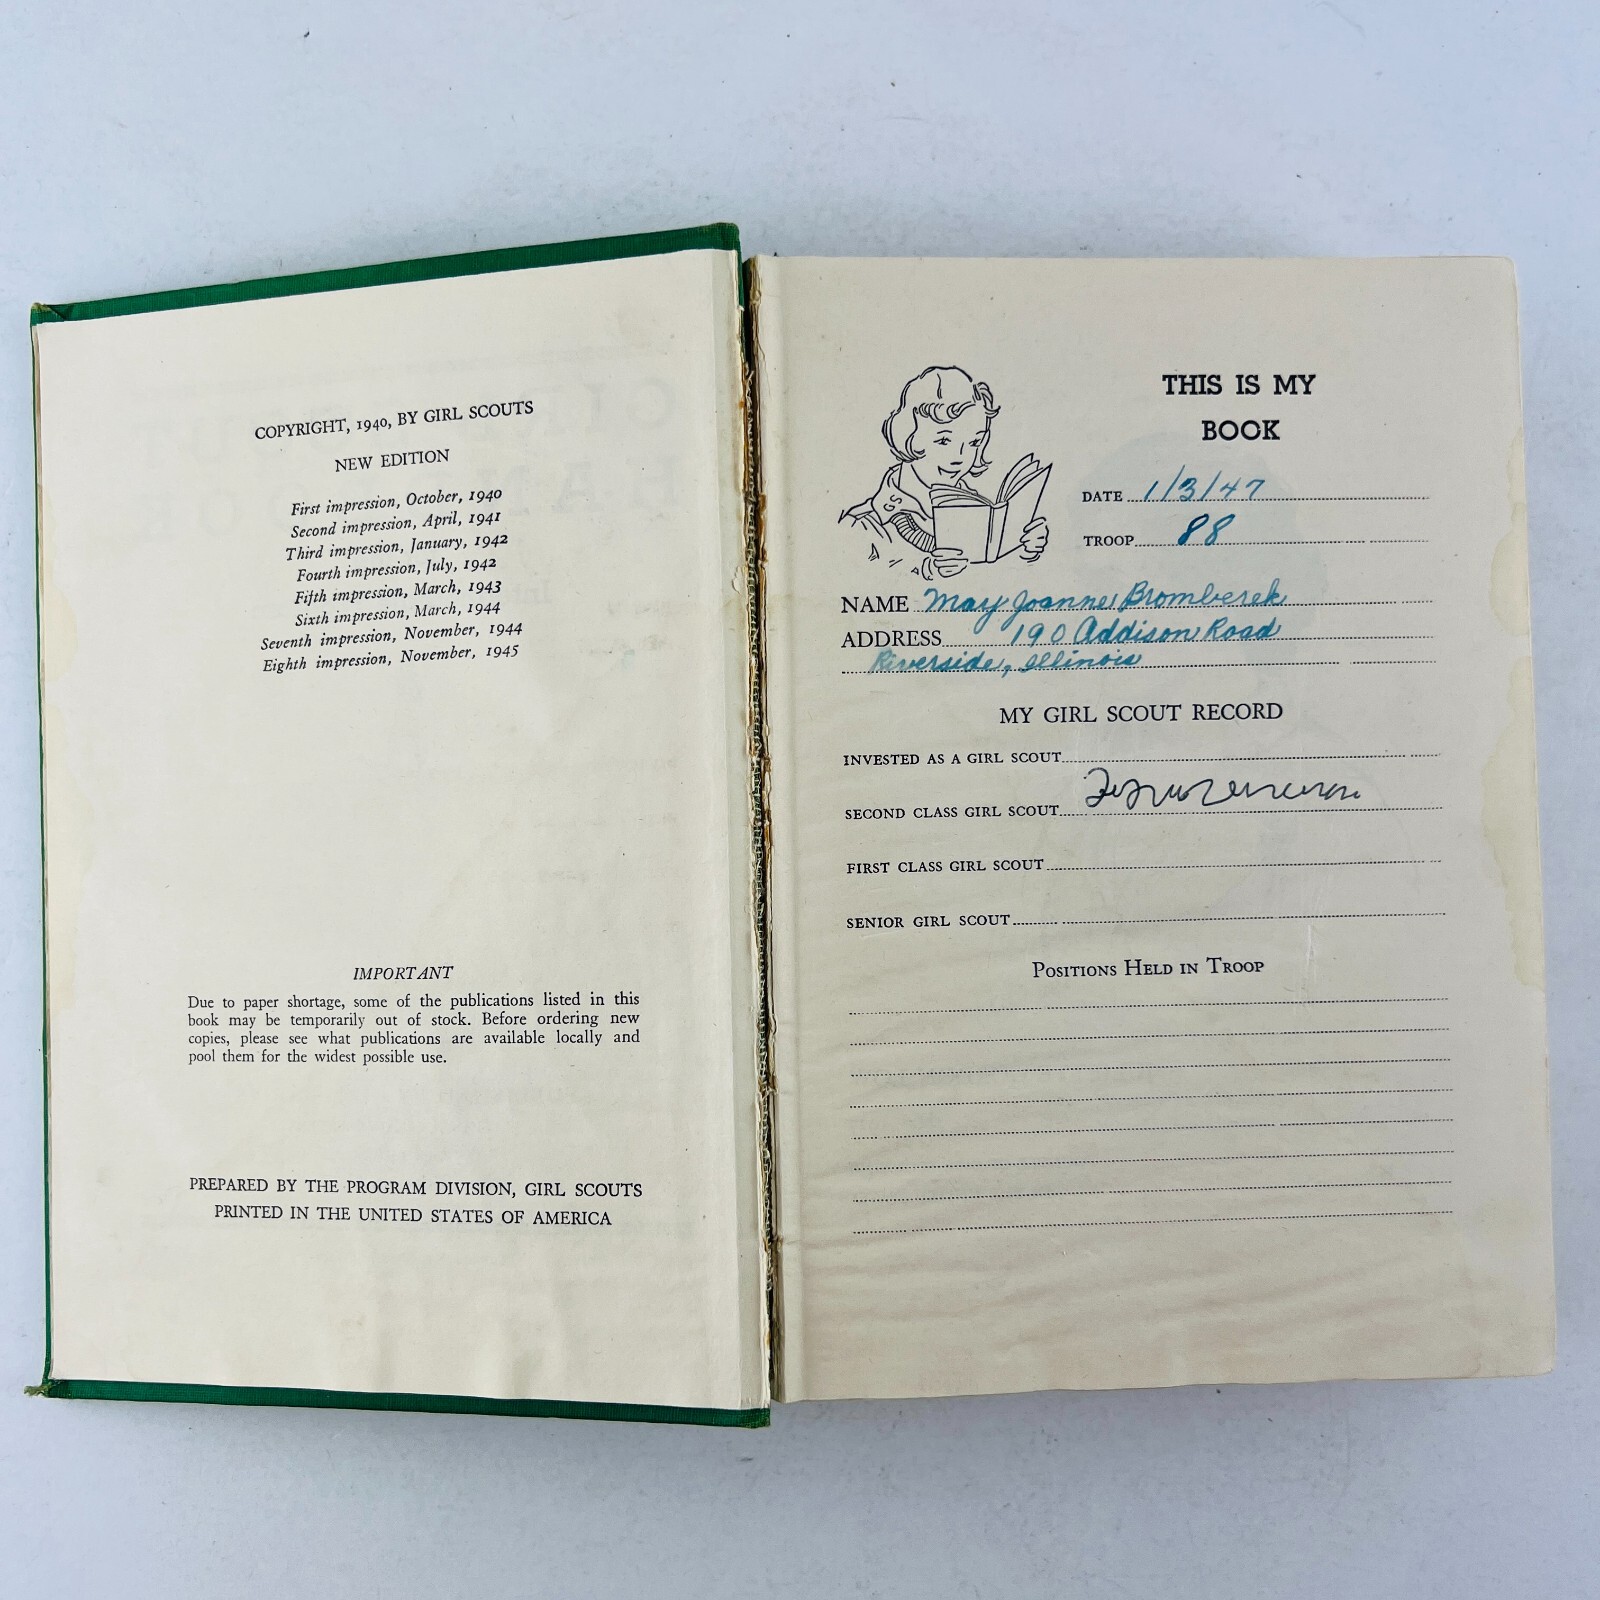 COPYRIGHT, 1940, BY GIRL SCOUTS
NEW EDITION
First impression, October, 1940
Second impression, April, 1941
Third impression, January, 1942
Fourth impression, July, 1942
Fifth impression, March, 1943
Sixth impression, March, 1944
Seventh impression, November, 1944
Eighth impression, November, 1945
IMPORTANT
Due to paper shortage, some of the publications listed in this
book may be temporarily out of stock. Before ordering new
copies, please see what publications are available locally and
pool them for the widest possible use.
PREPARED BY THE PROGRAM DIVISION, GIRL SCOUTS
PRINTED IN THE UNITED STATES OF AMERICA
THIS IS MY
BOOK
GS
DATE 1/3/47
TROOP 88
NAME May Joanne Bromberek
ADDRESS 190 Addison Road
Riverside, Illinois
MY GIRL SCOUT RECORD
INVESTED AS A GIRL SCOUT
SECOND CLASS GIRL SCOUT
FIRST CLASS GIRL SCOUT
SENIOR GIRL SCOUT
POSITIONS HELD IN TROOP